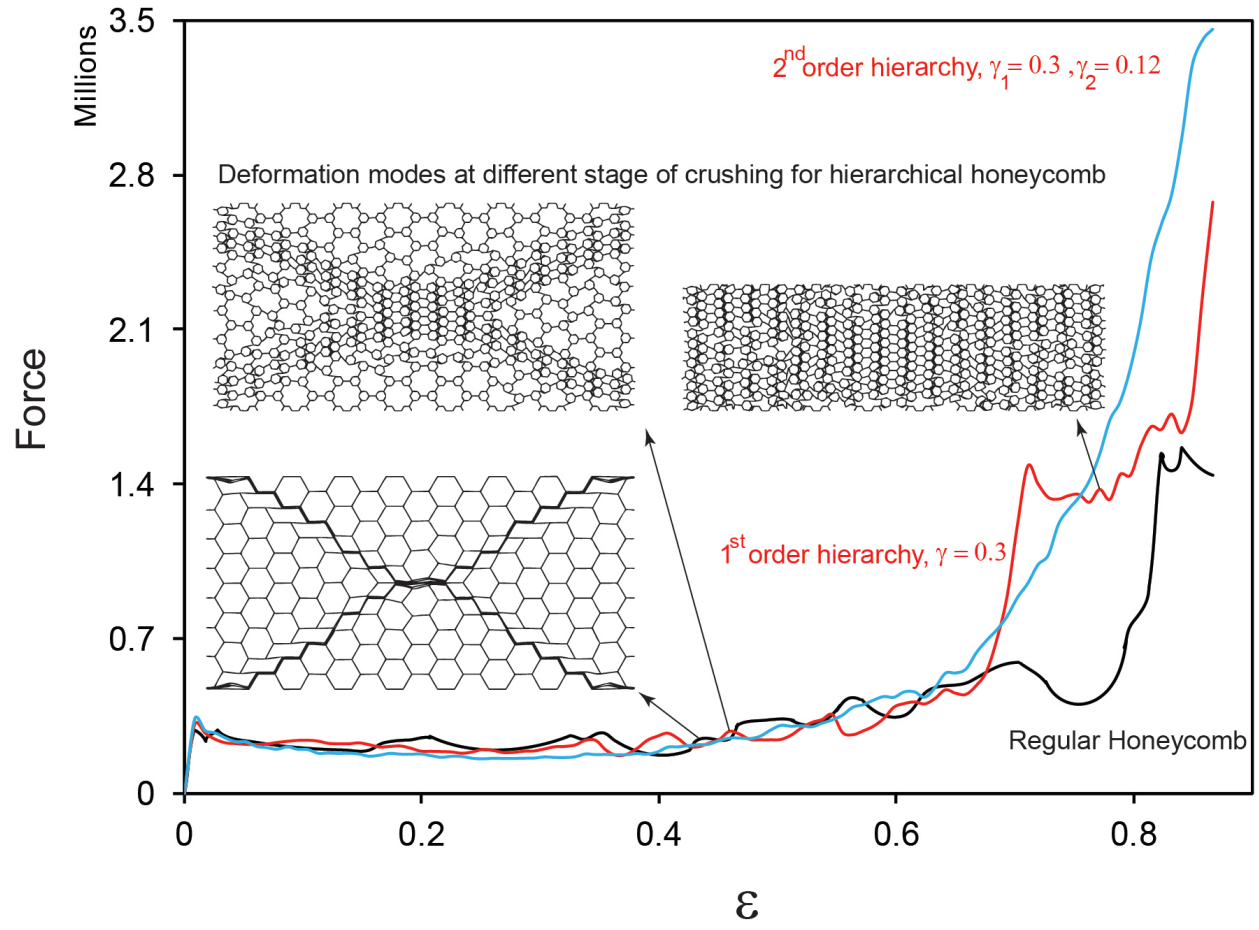 3.5
Millions
2nd order hierarchy, γ1 = 0.3 , γ2 = 0.12
2.8
Deformation modes at different stage of crushing for hierarchical honeycomb
2.1
Force
1.4
1st order hierarchy, γ = 0.3
0.7
Regular Honeycomb
0
0 0.2 0.4 0.6 0.8
ε